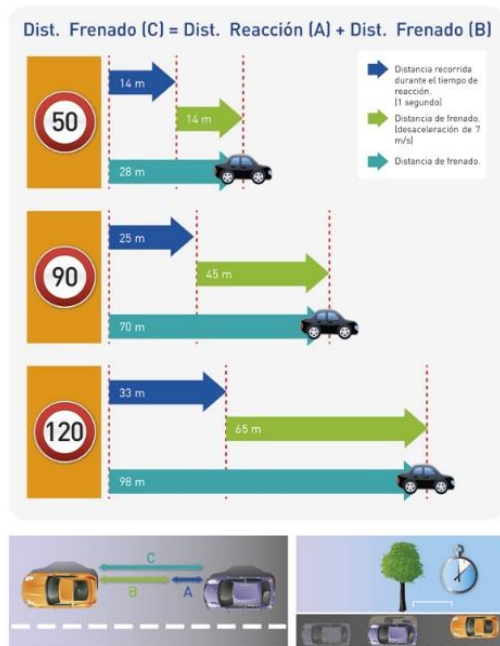 Dist. Frenado (C) = Dist. Reacción (A) + Dist. Frenado (B)
50
14 m
14 m
28 m
Distancia recorrida
durante el tiempo de
reacción.
(1 segundo)
Distancia de frenado.
(desaceleración de 7
m/s)
Distancia de frenado.
90
25 m
45 m
70 m
120
33 m
65 m
98 m
C
B
A